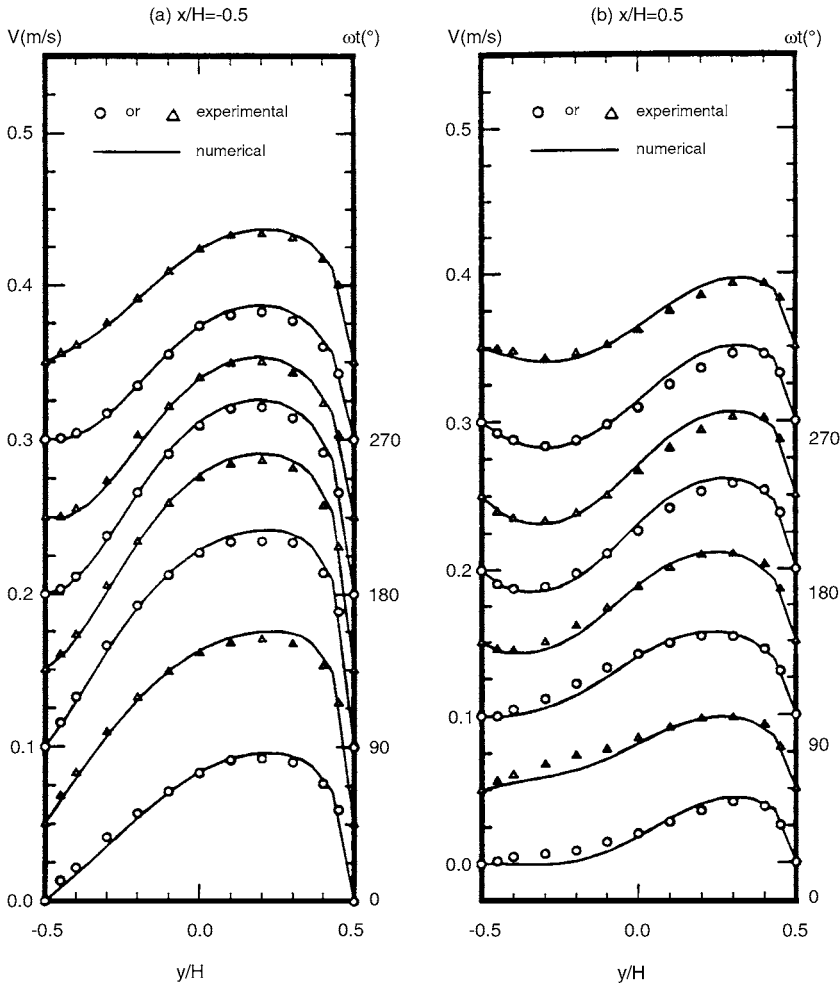 (a) x/H=-0.5
V(m/s)
ωt(°)
or
experimental
numerical
0.5
0.4
0.3
0.2
0.1
0.0
270
180
90
0
-0.5
0.0
0.5
y/H
(b) x/H=0.5
V(m/s)
ωt(°)
or
experimental
numerical
0.5
0.4
0.3
0.2
0.1
0.0
270
180
90
0
-0.5
0.0
0.5
y/H